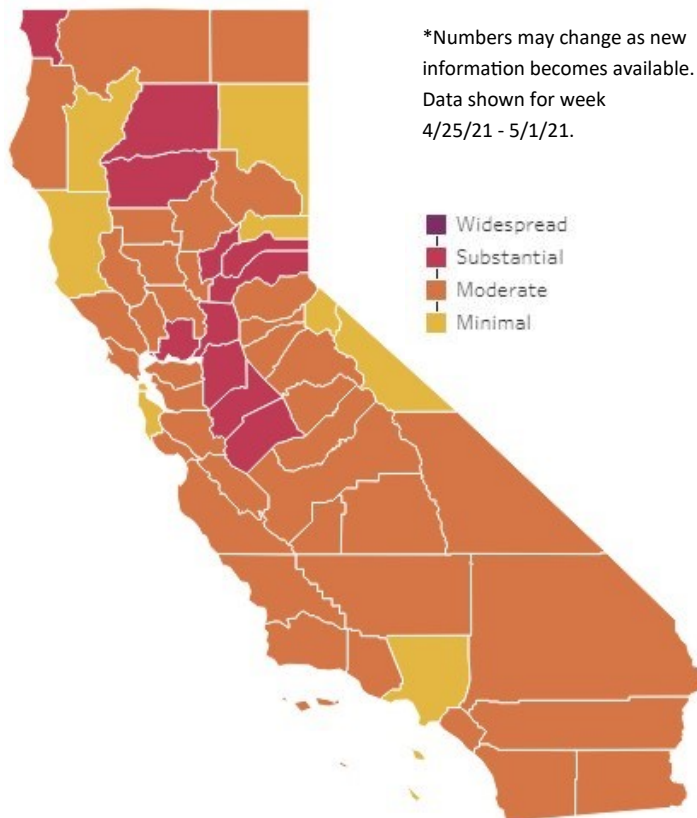 *Numbers may change as new
information becomes available.
Data shown for week
4/25/21 - 5/1/21.
Widespread
Substantial
Moderate
Minimal